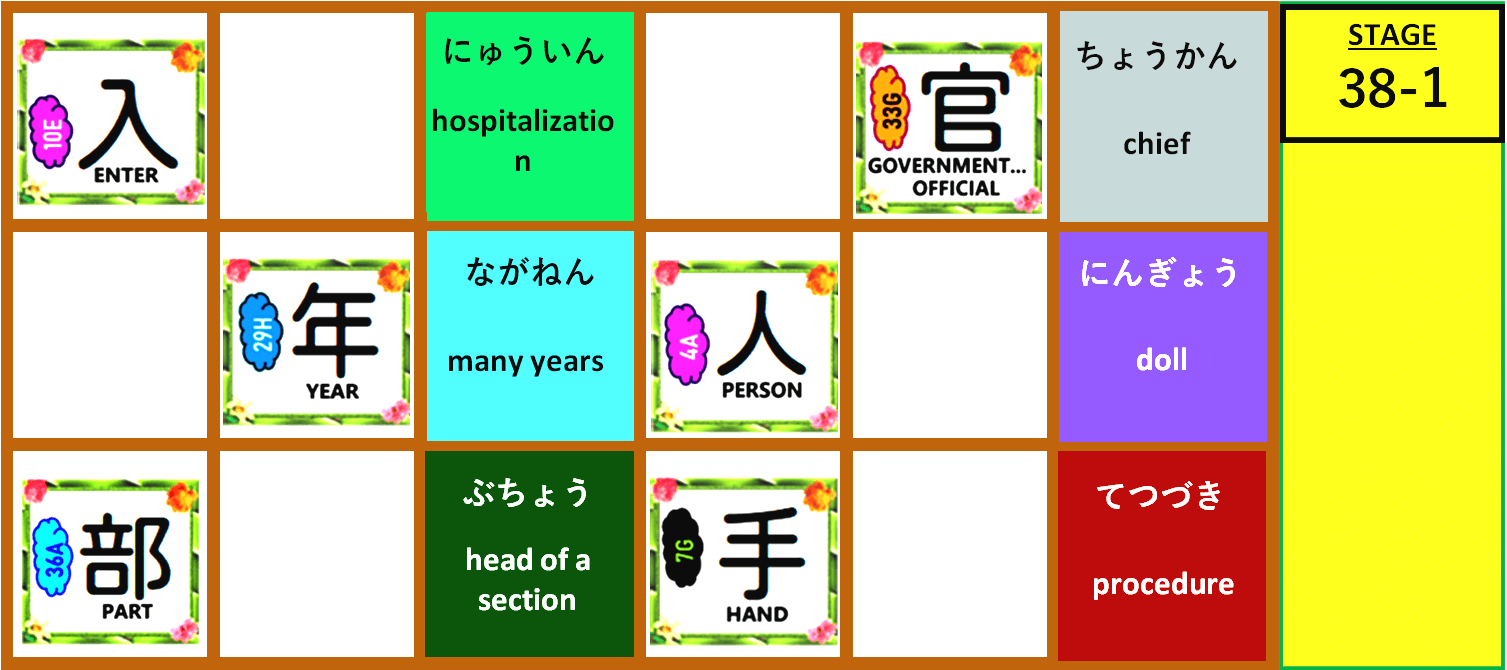 10E
入
ENTER
にゅういん
hospitalizatio
n
33G
官
GOVERNMENT...
OFFICIAL
ちょうかん
chief
STAGE
38-1
29H
年
YEAR
ながねん
many years
4A
人
PERSON
にんぎょう
doll
36A
部
PART
ぶちょう
head of a
section
7G
手
HAND
てつづき
procedure